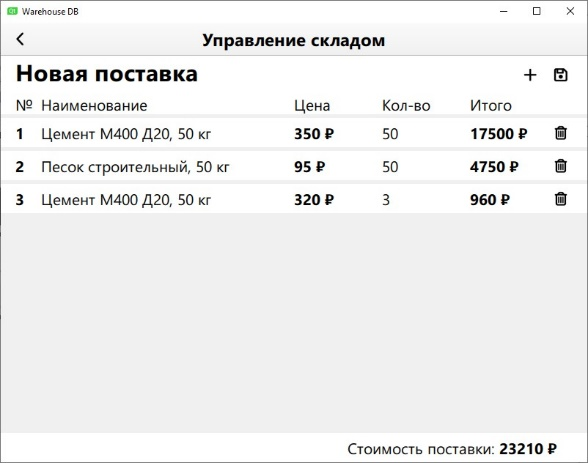 Warehouse DB
Управление складом
Новая поставка
№ Наименование Цена Кол-во Итого
1 Цемент М400 Д20, 50 кг 350 ₽ 50 17500 ₽
2 Песок строительный, 50 кг 95 ₽ 50 4750 ₽
3 Цемент М400 Д20, 50 кг 320 ₽ 3 960 ₽
Стоимость поставки: 23210 ₽